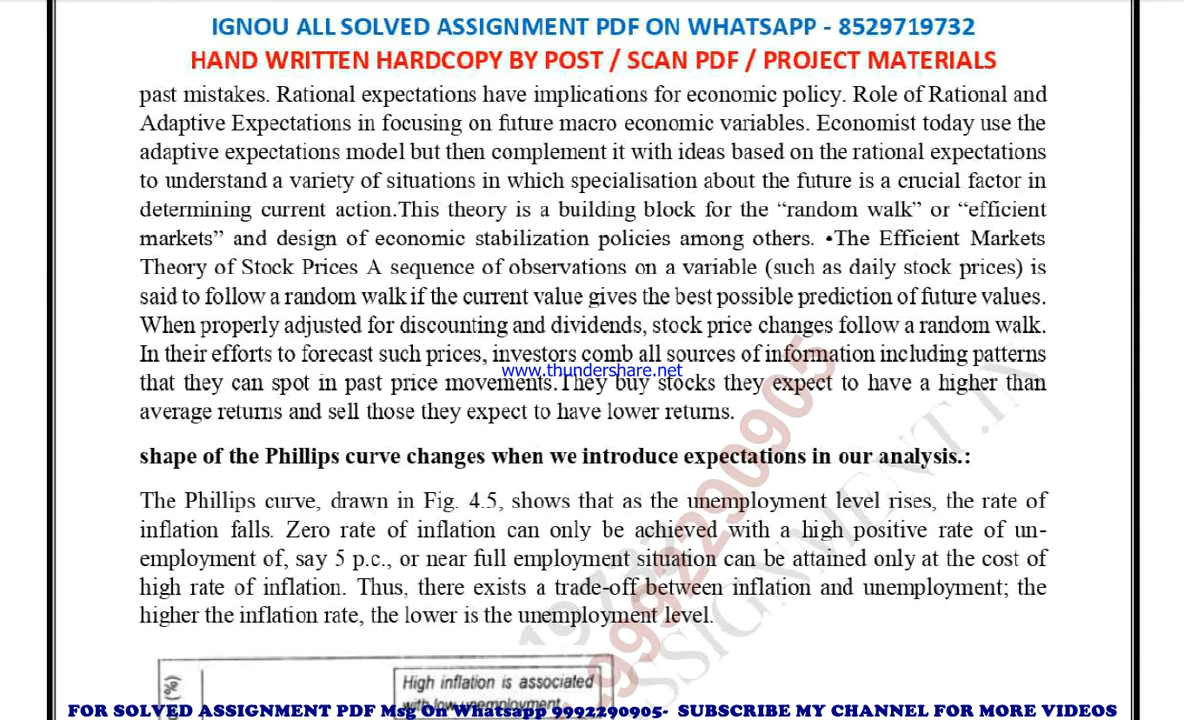 IGNOU ALL SOLVED ASSIGNMENT PDF ON WHATSAPP - 8529719732
HAND WRITTEN HARDCOPY BY POST / SCAN PDF / PROJECT MATERIALS
past mistakes. Rational expectations have implications for economic policy. Role of Rational and
Adaptive Expectations in focusing on future macro economic variables. Economist today use the
adaptive expectations model but then complement it with ideas based on the rational expectations
to understand a variety of situations in which specialisation about the future is a crucial factor in
determining current action.This theory is a building block for the “random walk” or “efficient
markets” and design of economic stabilization policies among others. •The Efficient Markets
Theory of Stock Prices A sequence of observations on a variable (such as daily stock prices) is
said to follow a random walk if the current value gives the best possible prediction of future values.
When properly adjusted for discounting and dividends, stock price changes follow a random walk.
In their efforts to forecast such prices, investors comb all sources of information including patterns
www.thundershare.net
that they can spot in past price movements.They buy stocks they expect to have a higher than
average returns and sell those they expect to have lower returns.
shape of the Phillips curve changes when we introduce expectations in our analysis.:
The Phillips curve, drawn in Fig. 4.5, shows that as the unemployment level rises, the rate of
inflation falls. Zero rate of inflation can only be achieved with a high positive rate of un-
employment of, say 5 p.c., or near full employment situation can be attained only at the cost of
high rate of inflation. Thus, there exists a trade-off between inflation and unemployment; the
higher the inflation rate, the lower is the unemployment level.
9992290905
ASSIGNMENT.IN
(%)
High inflation is associated
with low unemployment
FOR SOLVED ASSIGNMENT PDF Msg On Whatsapp 9992290905- SUBSCRIBE MY CHANNEL FOR MORE VIDEOS